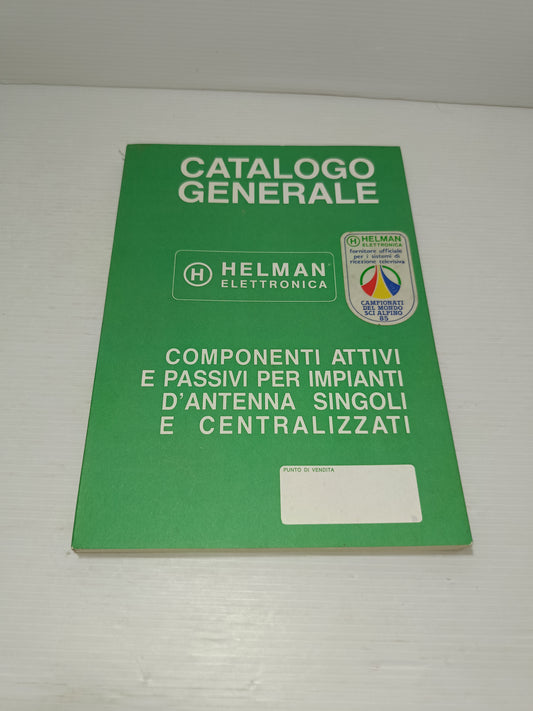 CATALOGO
GENERALE
H HELMAN
ELETTRONICA
H HELMAN
ELETTRONICA
fornitore ufficiale
per i sistemi di
ricezione televisiva
CAMPIONATI
DEL MONDO
SCI ALPINO
85
COMPONENTI ATTIVI
E PASSIVI PER IMPIANTI
D'ANTENNA SINGOLI
E CENTRALIZZATI
PUNTO DI VENDITA